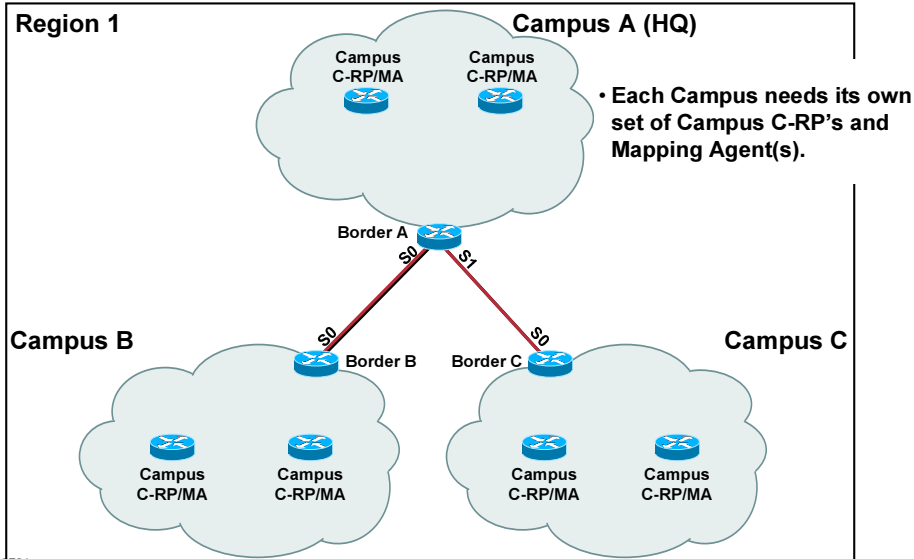 Region 1
Campus A (HQ)
Campus
C-RP/MA
Campus
C-RP/MA
• Each Campus needs its own
set of Campus C-RP's and
Mapping Agent(s).
Border A
S0
S1
S0
S0
Campus B
Campus C
Border B
Border C
Campus
C-RP/MA
Campus
C-RP/MA
Campus
C-RP/MA
Campus
C-RP/MA